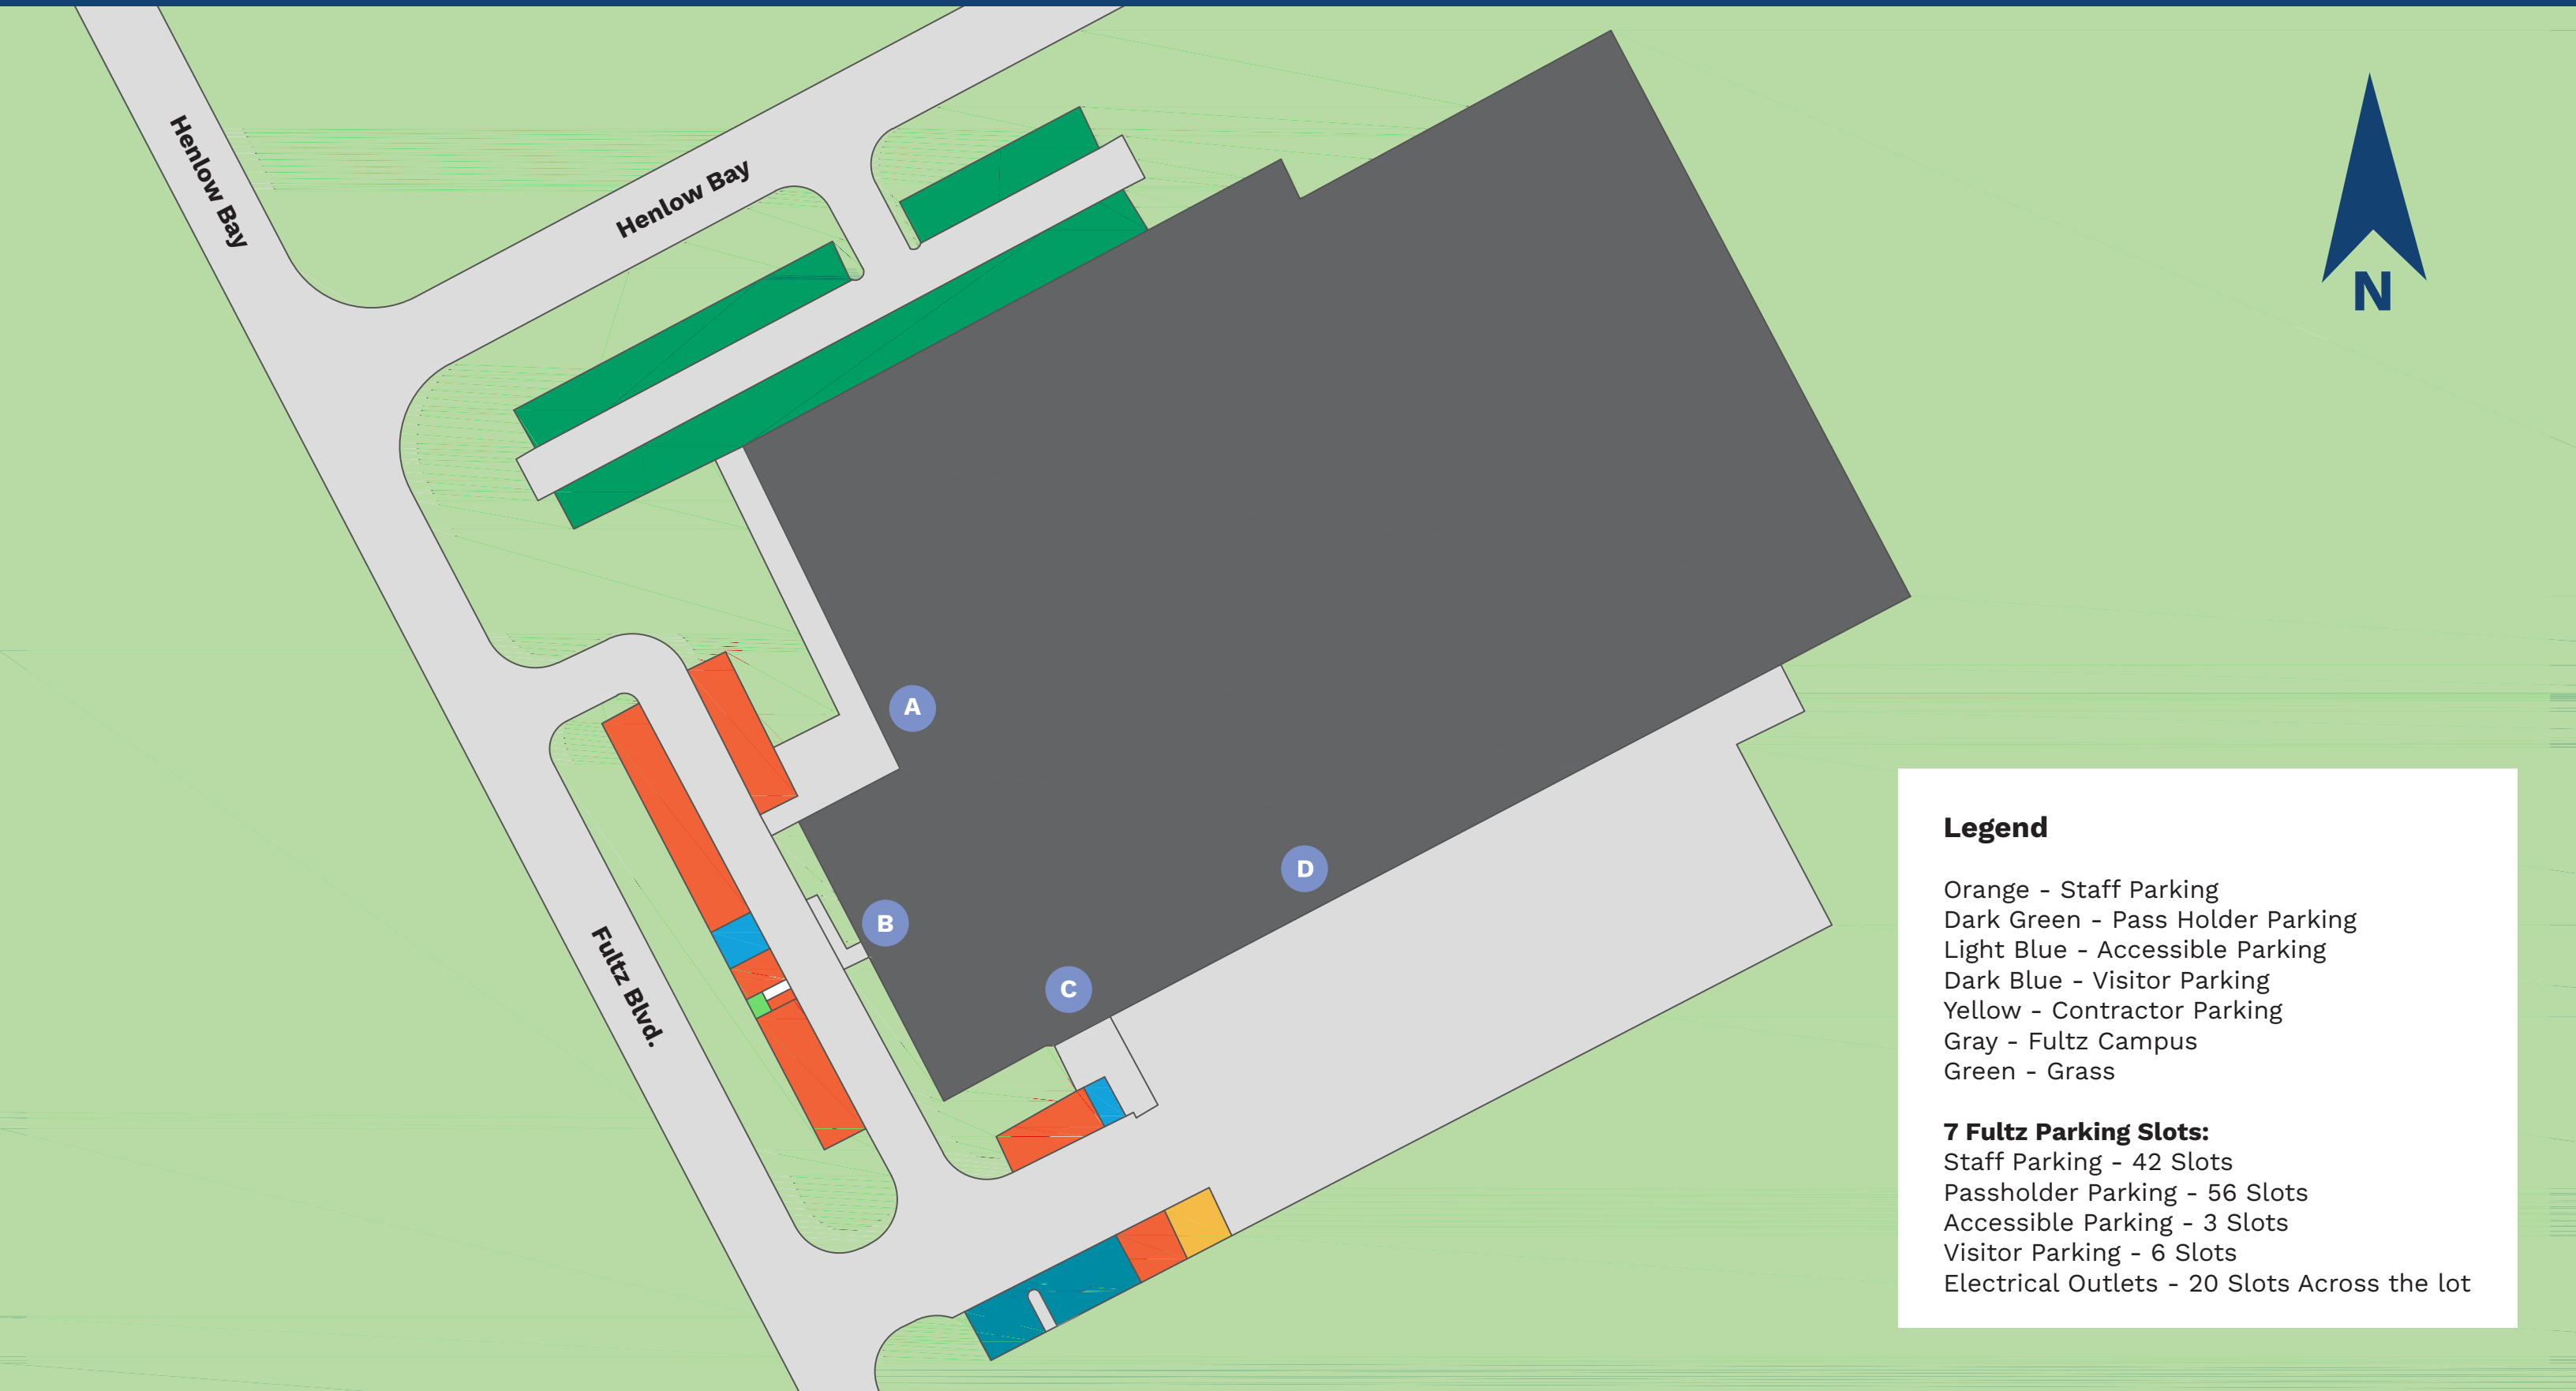 Henlow Bay
Henlow Bay
N
A
B
C
D
Fultz Blvd.
Legend
Orange - Staff Parking
Dark Green - Pass Holder Parking
Light Blue - Accessible Parking
Dark Blue - Visitor Parking
Yellow - Contractor Parking
Gray - Fultz Campus
Green - Grass
7 Fultz Parking Slots:
Staff Parking - 42 Slots
Passholder Parking - 56 Slots
Accessible Parking - 3 Slots
Visitor Parking - 6 Slots
Electrical Outlets - 20 Slots Across the lot